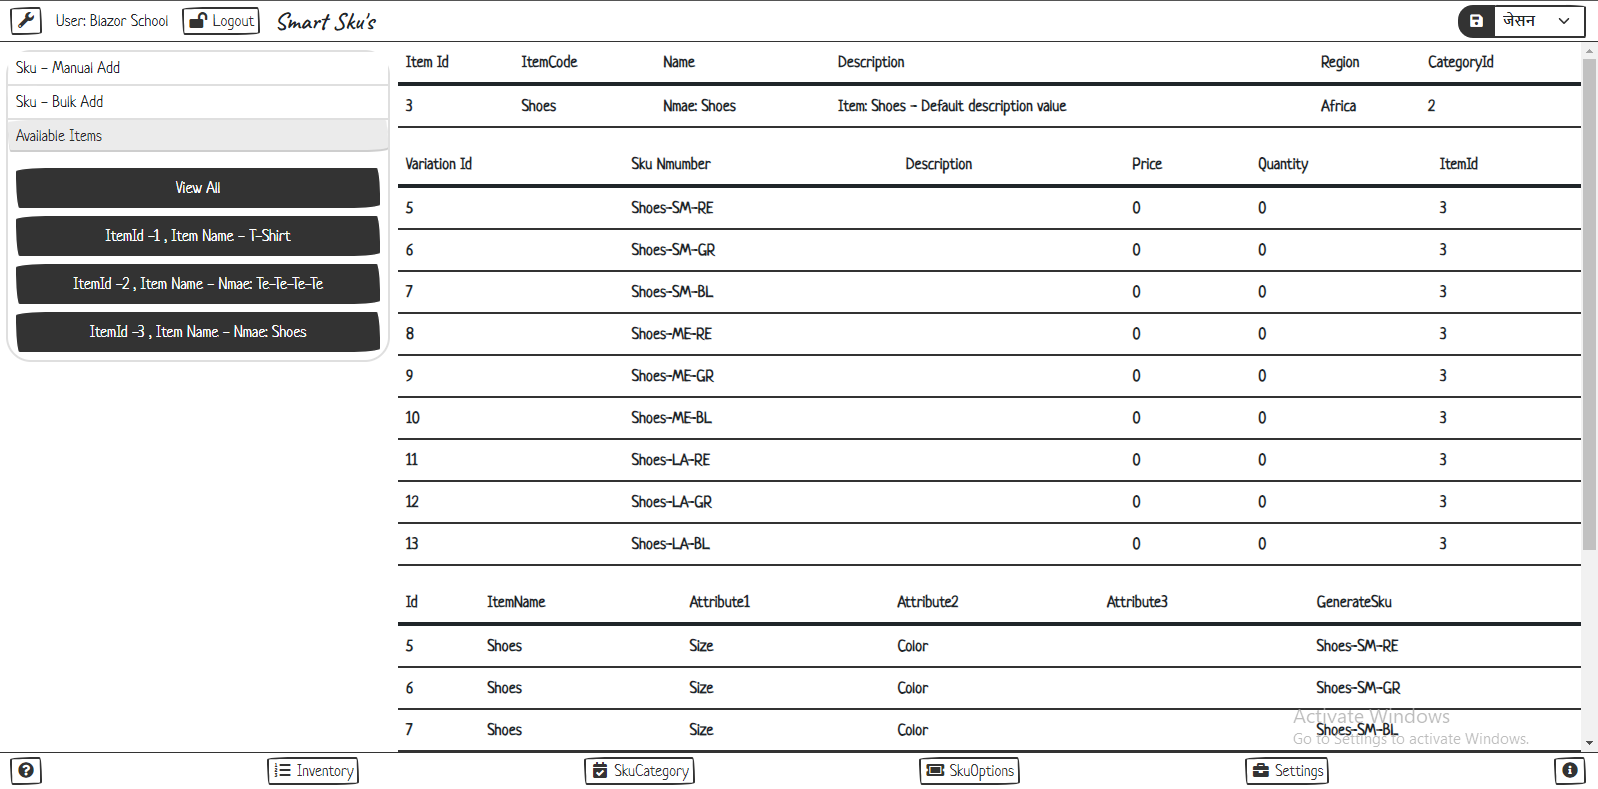 User: Blazor School Logout Smart Sku's जेसन
Sku - Manual Add
Sku - Bulk Add
Available Items
View All
ItemId -1 , Item Name - T-Shirt
ItemId -2 , Item Name - Nmae: Te-Te-Te-Te
ItemId -3 , Item Name - Nmae: Shoes
Item Id ItemCode Name Description Region CategoryId
3 Shoes Nmae: Shoes Item: Shoes - Default description value Africa 2
Variation Id Sku Nmumber Description Price Quantity ItemId
5 Shoes-SM-RE 0 0 3
6 Shoes-SM-GR 0 0 3
7 Shoes-SM-BL 0 0 3
8 Shoes-ME-RE 0 0 3
9 Shoes-ME-GR 0 0 3
10 Shoes-ME-BL 0 0 3
11 Shoes-LA-RE 0 0 3
12 Shoes-LA-GR 0 0 3
13 Shoes-LA-BL 0 0 3
Id ItemName Attribute1 Attribute2 Attribute3 GenerateSku
5 Shoes Size Color Shoes-SM-RE
6 Shoes Size Color Shoes-SM-GR
7 Shoes Size Color Shoes-SM-BL
Activate Windows
Go to Settings to activate Windows.
Inventory SkuCategory SkuOptions Settings